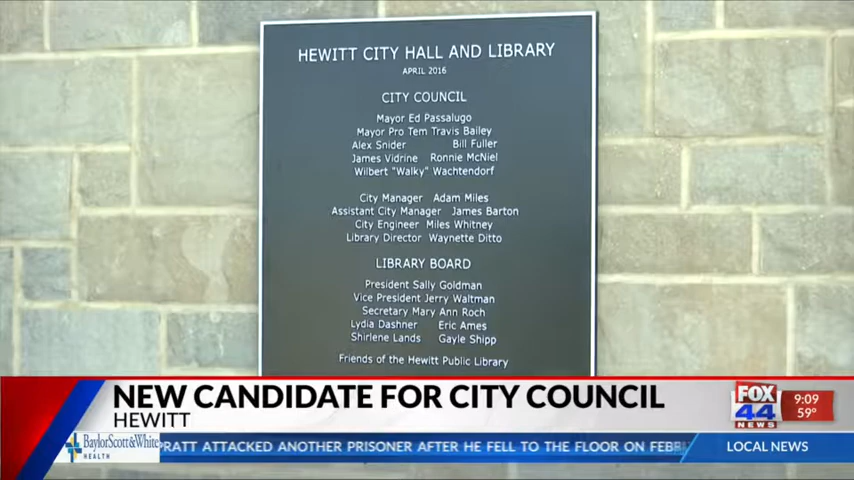 HEWITT CITY HALL AND LIBRARY
APRIL 2016
CITY COUNCIL
Mayor Ed Passalugo
Mayor Pro Tem Travis Bailey
Alex Snider Bill Fuller
James Vidrine Ronnie McNiel
Wilbert "Walky" Wachtendorf
City Manager Adam Miles
Assistant City Manager James Barton
City Engineer Miles Whitney
Library Director Waynette Ditto
LIBRARY BOARD
President Sally Goldman
Vice President Jerry Waltman
Secretary Mary Ann Roch
Lydia Dashner Eric Ames
Shirlene Lands Gayle Shipp
Friends of the Hewitt Public Library
NEW CANDIDATE FOR CITY COUNCIL
HEWITT
FOX
44
NEWS
9:09
59°
BaylorScott&White
HEALTH
PRATT ATTACKED ANOTHER PRISONER AFTER HE FELL TO THE FLOOR ON
LOCAL NEWS